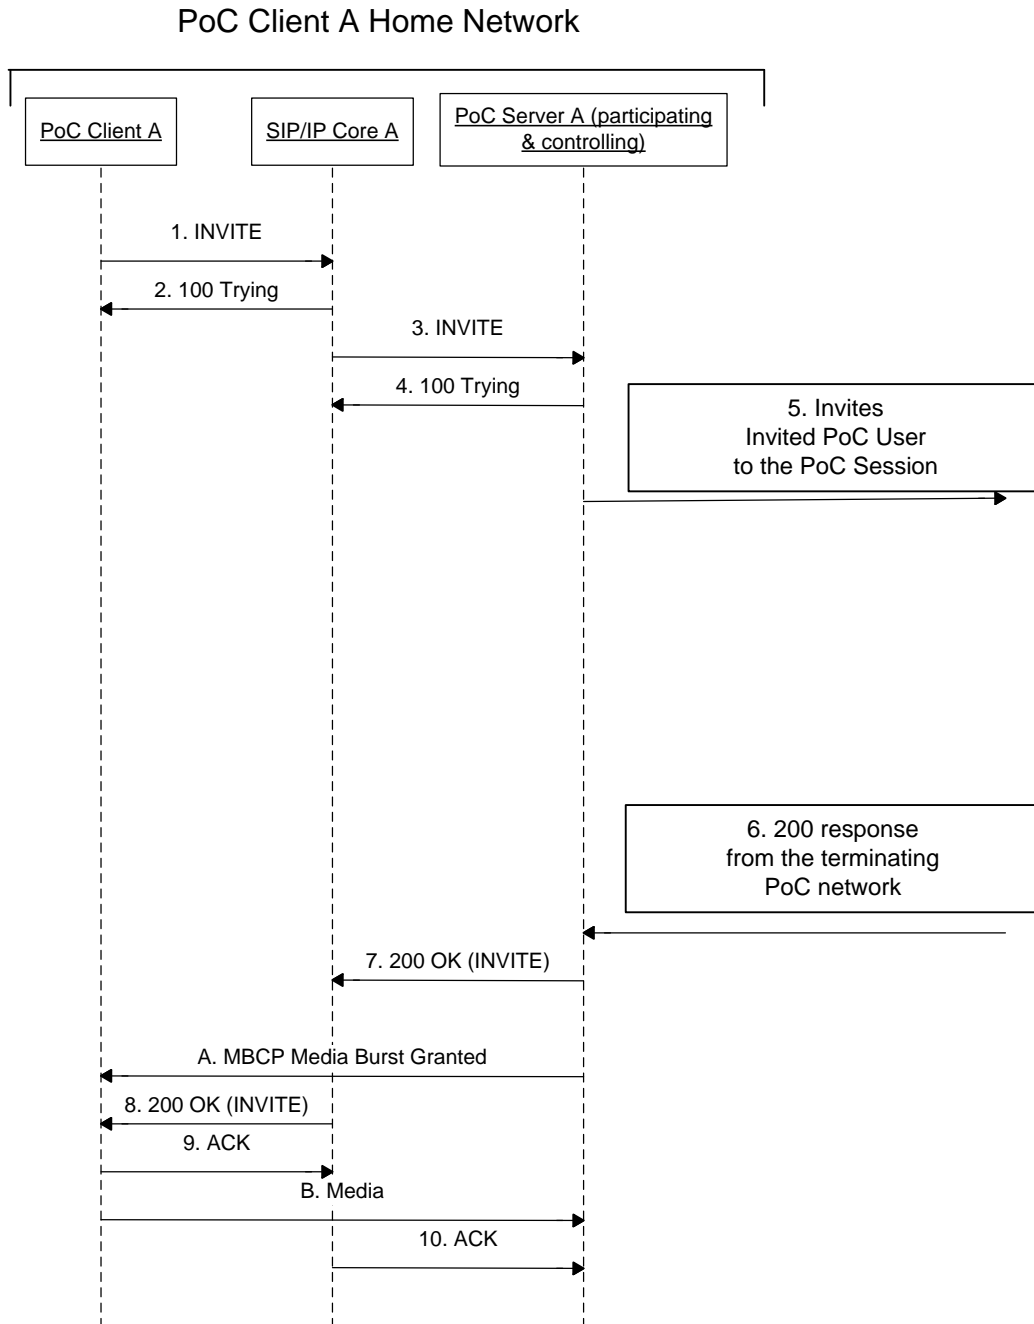 PoC Client A Home Network
PoC Client A
SIP/IP Core A
PoC Server A (participating
& controlling)
1. INVITE
2. 100 Trying
3. INVITE
4. 100 Trying
5. Invites
Invited PoC User
to the PoC Session
6. 200 response
from the terminating
PoC network
7. 200 OK (INVITE)
A. MBCP Media Burst Granted
8. 200 OK (INVITE)
9. ACK
B. Media
10. ACK